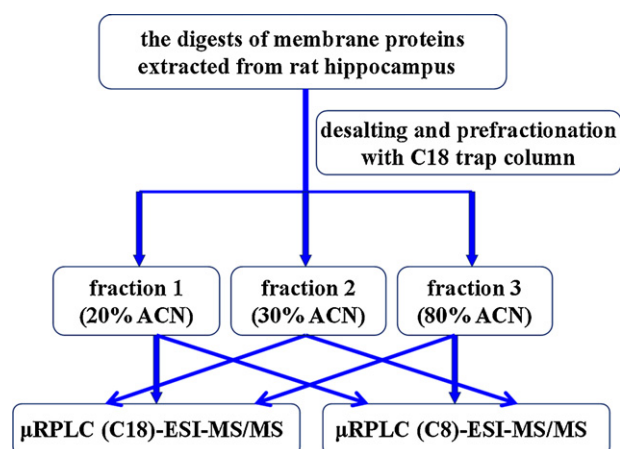 the digests of membrane proteins
extracted from rat hippocampus
desalting and prefractionation
with C18 trap column
fraction 1
(20% ACN)
fraction 2
(30% ACN)
fraction 3
(80% ACN)
µRPLC (C18)-ESI-MS/MS
µRPLC (C8)-ESI-MS/MS